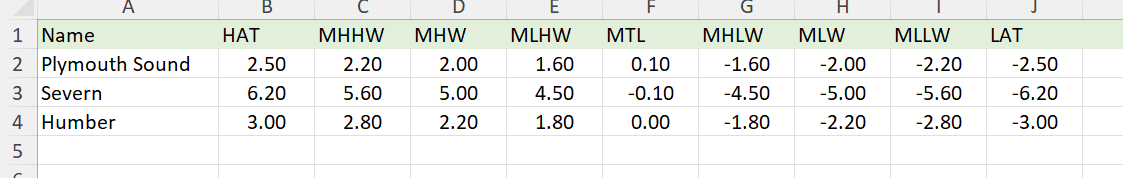 A B C D E F G H I J
1 Name HAT MHHW MHW MLHW MTL MHLW MLW MLLW LAT
2 Plymouth Sound 2.50 2.20 2.00 1.60 0.10 -1.60 -2.00 -2.20 -2.50
3 Severn 6.20 5.60 5.00 4.50 -0.10 -4.50 -5.00 -5.60 -6.20
4 Humber 3.00 2.80 2.20 1.80 0.00 -1.80 -2.20 -2.80 -3.00
5